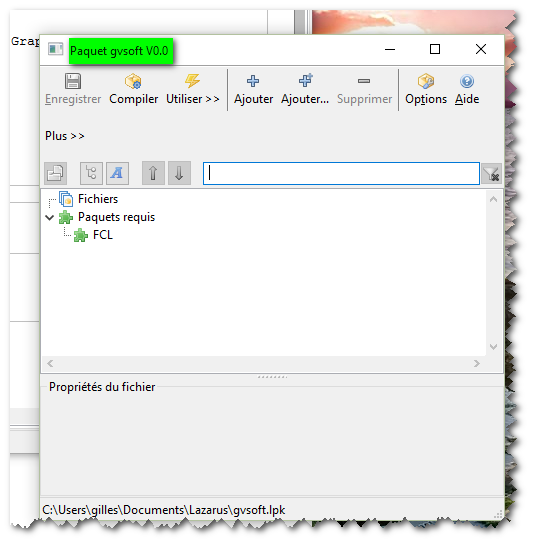 Grap
Paquet gvsoft V0.0
Enregistrer Compiler Utiliser >> Ajouter Ajouter... Supprimer Options Aide
Plus >>
Fichiers
Paquets requis
FCL
Propriétés du fichier
C:\Users\gilles\Documents\Lazarus\gvsoft.lpk